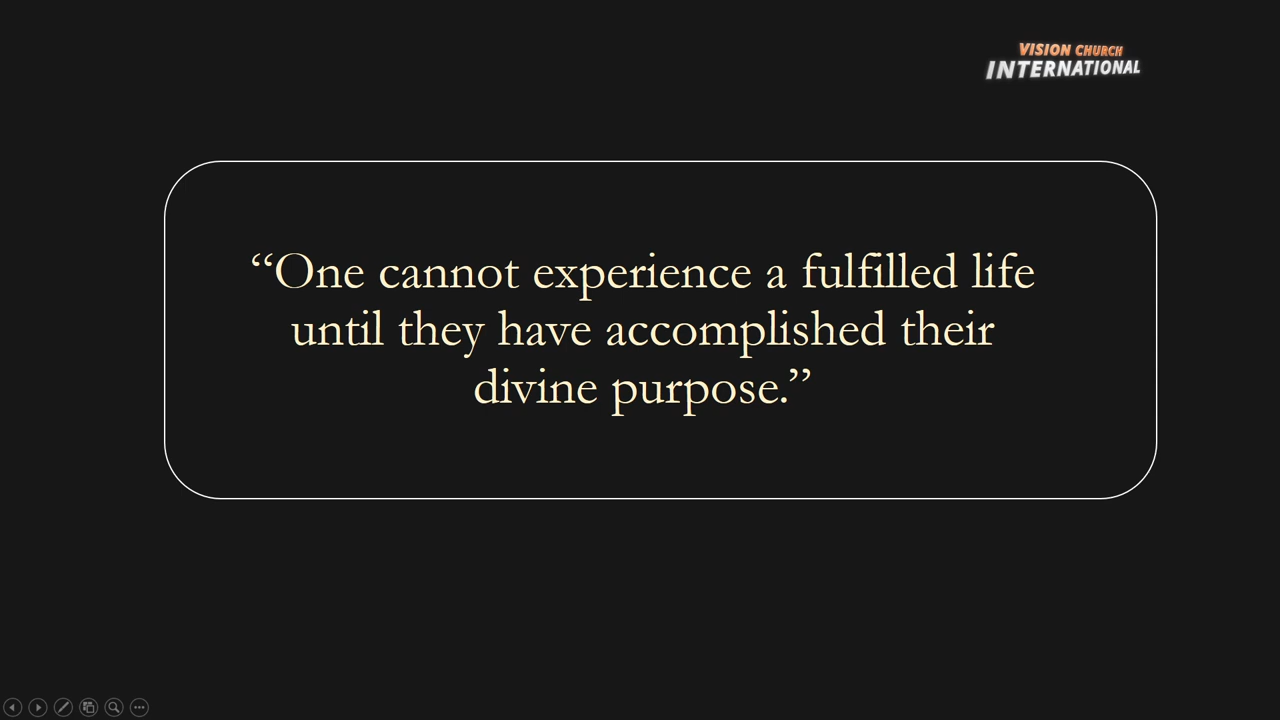 VISION CHURCH
INTERNATIONAL
“One cannot experience a fulfilled life
until they have accomplished their
divine purpose.”